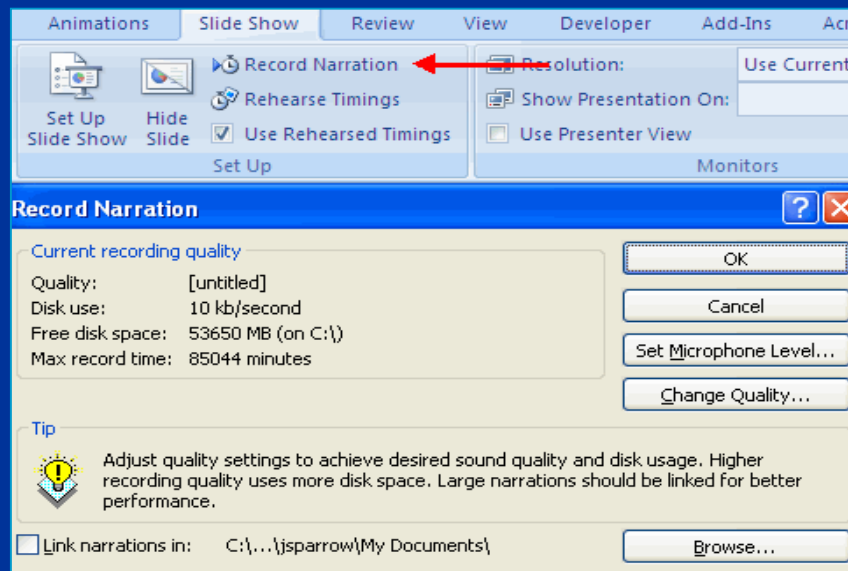 Animations Slide Show Review View Developer Add-Ins Acr
Record Narration Resolution: Use Current
Rehearse Timings Show Presentation On:
Set Up Slide Show Hide Slide Use Rehearsed Timings Use Presenter View
Set Up Monitors
Record Narration
Current recording quality
Quality: [untitled]
Disk use: 10 kb/second
Free disk space: 53650 MB (on C:\)
Max record time: 85044 minutes
OK
Cancel
Set Microphone Level...
Change Quality...
Tip
Adjust quality settings to achieve desired sound quality and disk usage. Higher
recording quality uses more disk space. Large narrations should be linked for better
performance.
Link narrations in: C:\...\jsparrow\My Documents\ Browse...